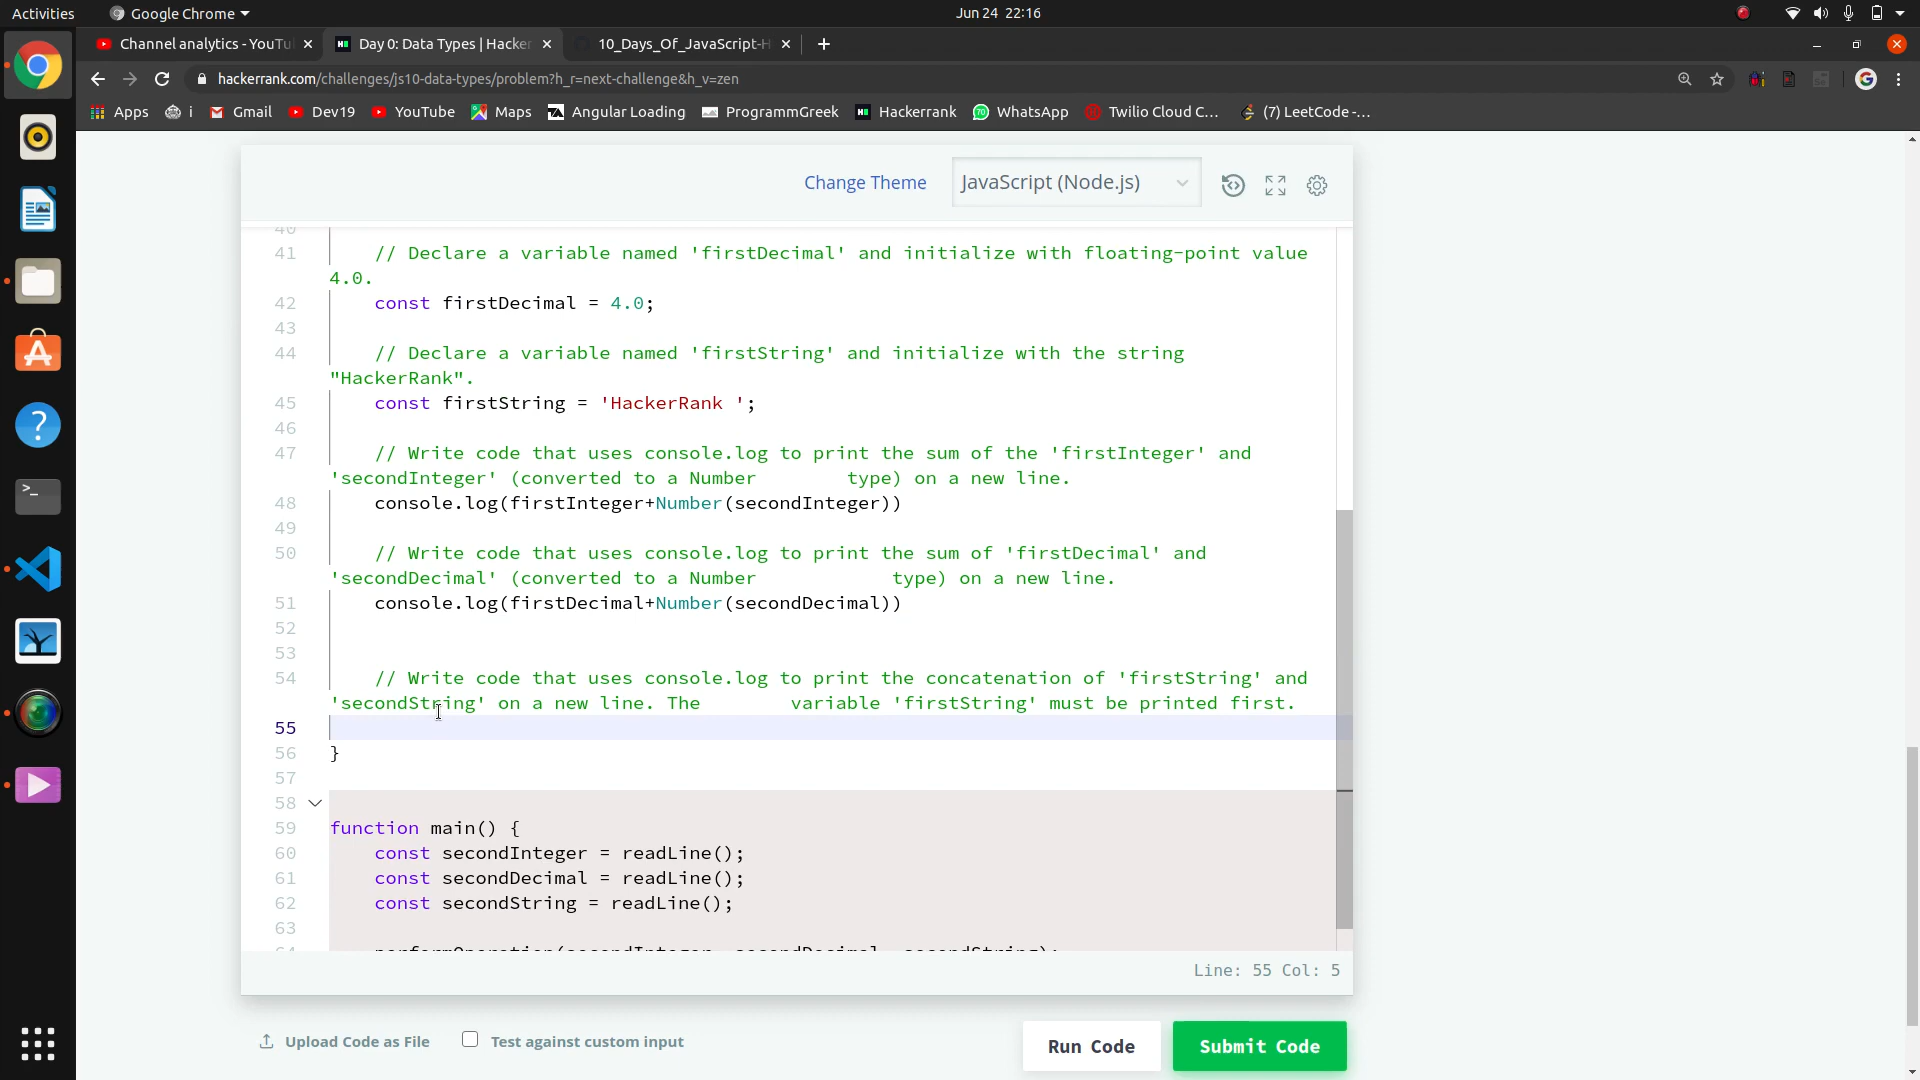 Activities
Google Chrome
Jun 24 22:16
Channel analytics - YouTu
Day 0: Data Types | Hacker
10_Days_Of_JavaScript-H
hackerrank.com/challenges/js10-data-types/problem?h_r=next-challenge&h_v=zen
Apps
i
Gmail
Dev19
YouTube
Maps
Angular Loading
ProgrammGreek
Hackerrank
WhatsApp
Twilio Cloud C...
(7) LeetCode -...
Change Theme
JavaScript (Node.js)
40
41 // Declare a variable named 'firstDecimal' and initialize with floating-point value
4.0.
42 const firstDecimal = 4.0;
43
44 // Declare a variable named 'firstString' and initialize with the string
"HackerRank".
45 const firstString = 'HackerRank ';
46
47 // Write code that uses console.log to print the sum of the 'firstInteger' and
'secondInteger' (converted to a Number type) on a new line.
48 console.log(firstInteger+Number(secondInteger))
49
50 // Write code that uses console.log to print the sum of 'firstDecimal' and
'secondDecimal' (converted to a Number type) on a new line.
51 console.log(firstDecimal+Number(secondDecimal))
52
53
54 // Write code that uses console.log to print the concatenation of 'firstString' and
'secondString' on a new line. The variable 'firstString' must be printed first.
55
56 }
57
58
59 function main() {
60 const secondInteger = readLine();
61 const secondDecimal = readLine();
62 const secondString = readLine();
63
64 performOperation(secondInteger, secondDecimal, secondString);
Line: 55 Col: 5
Upload Code as File
Test against custom input
Run Code
Submit Code